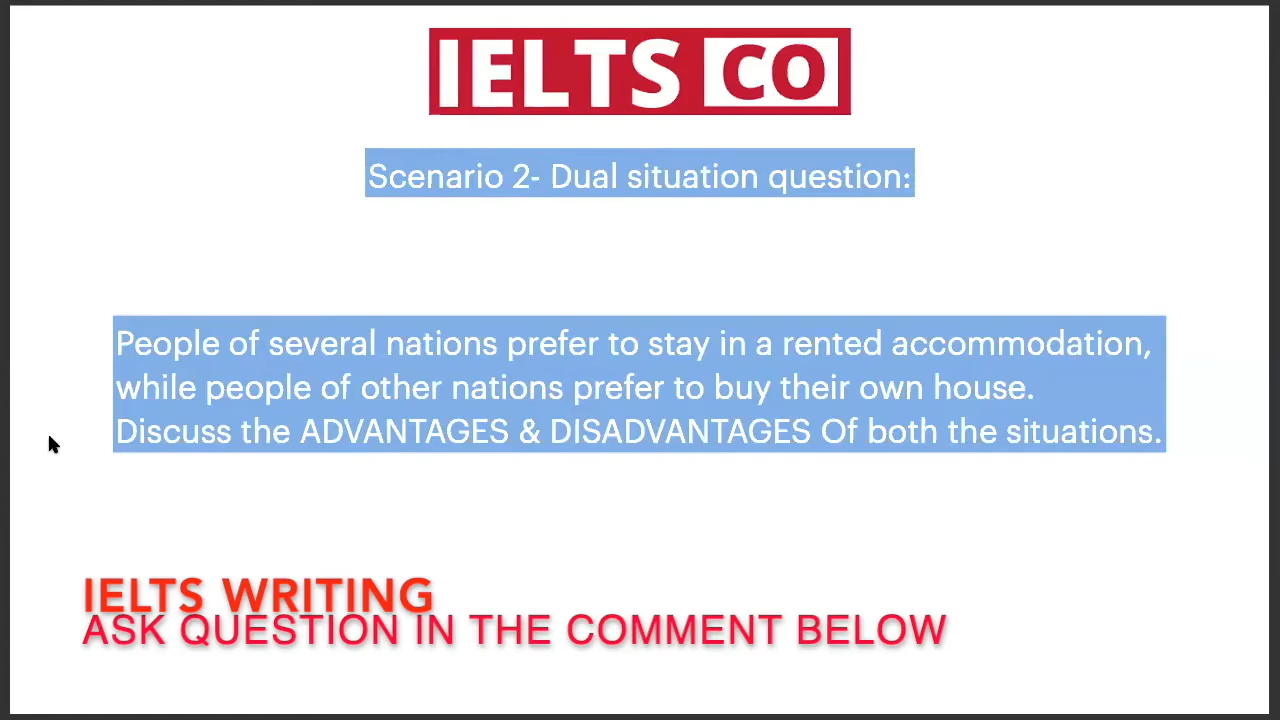 IELTS CO
Scenario 2- Dual situation question:
People of several nations prefer to stay in a rented accommodation,
while people of other nations prefer to buy their own house.
Discuss the ADVANTAGES & DISADVANTAGES Of both the situations.
IELTS WRITING
ASK QUESTION IN THE COMMENT BELOW